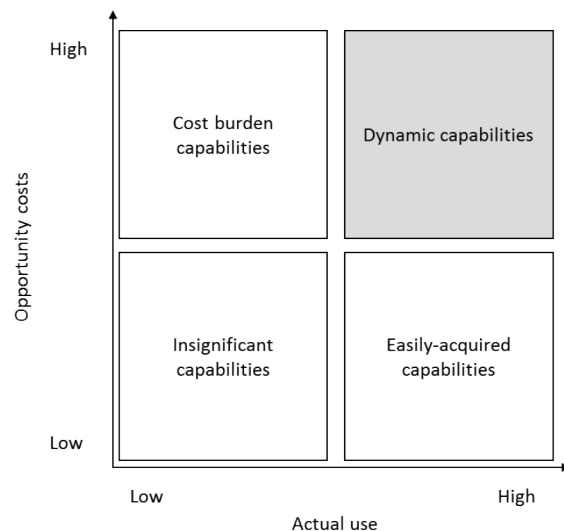 High
Cost burden
capabilities
Dynamic capabilities
Opportunity costs
Insignificant
capabilities
Easily-acquired
capabilities
Low
Low
High
Actual use